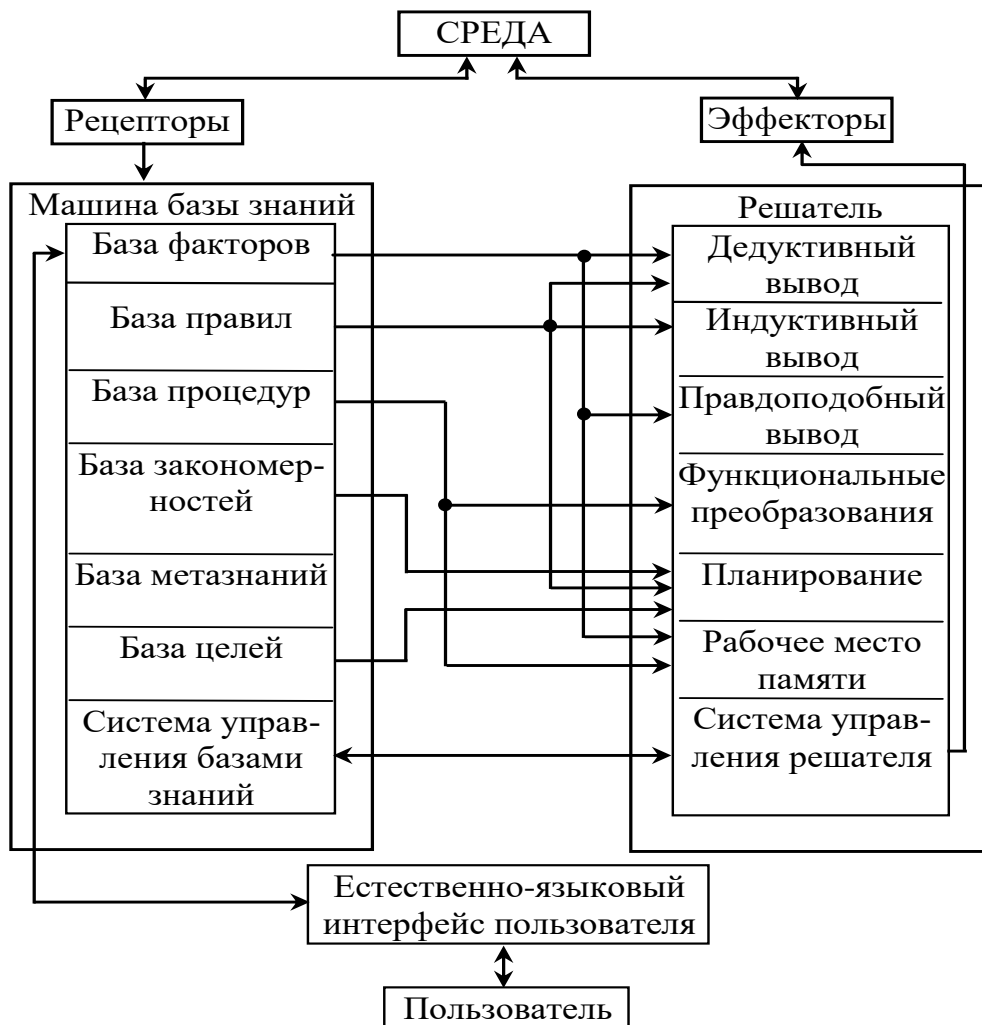 СРЕДА
Рецепторы
Эффекторы
Машина базы знаний
База факторов
База правил
База процедур
База закономер-
ностей
База метазнаний
База целей
Система управ-
ления базами
знаний
Решатель
Дедуктивный
вывод
Индуктивный
вывод
Правдоподобный
вывод
Функциональные
преобразования
Планирование
Рабочее место
памяти
Система управ-
ления решателя
Естественно-языковый
интерфейс пользователя
Пользователь